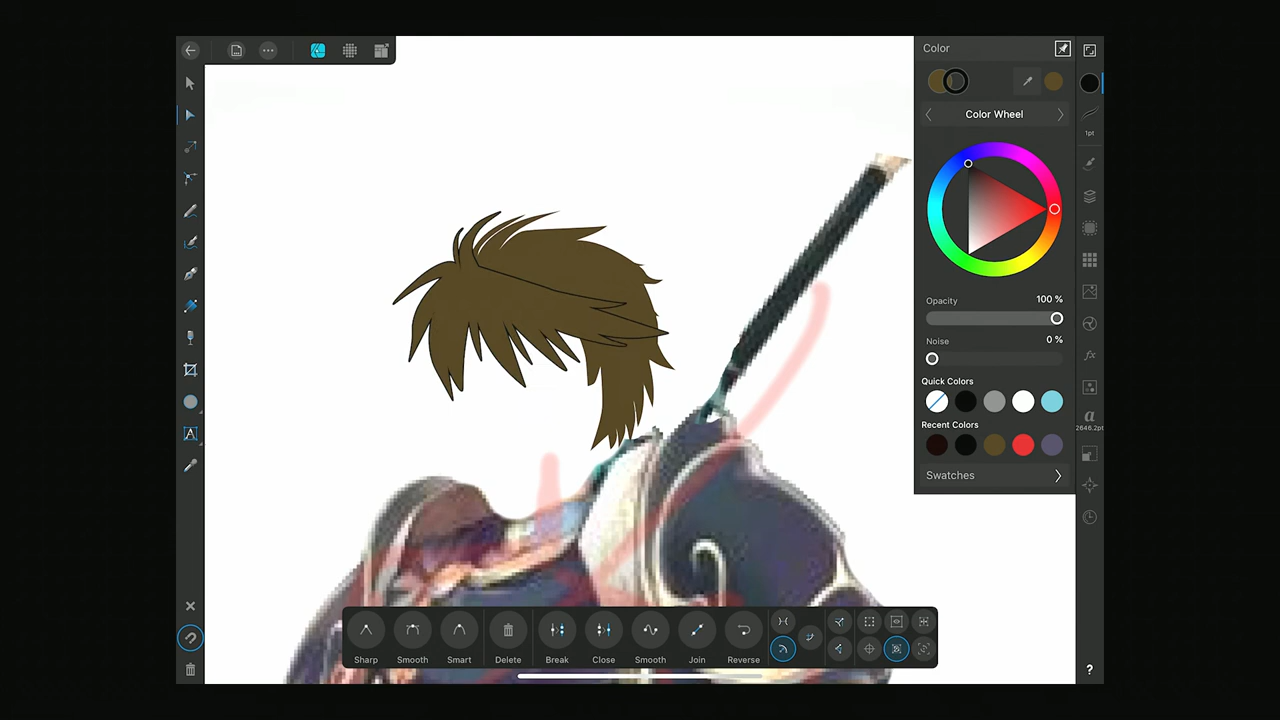 Color
Color Wheel
1pt
Opacity 100 %
Noise 0 %
Quick Colors
Recent Colors
a
2646.2pt
Swatches
A
Sharp Smooth Smart Delete Break Close Smooth Join Reverse
?